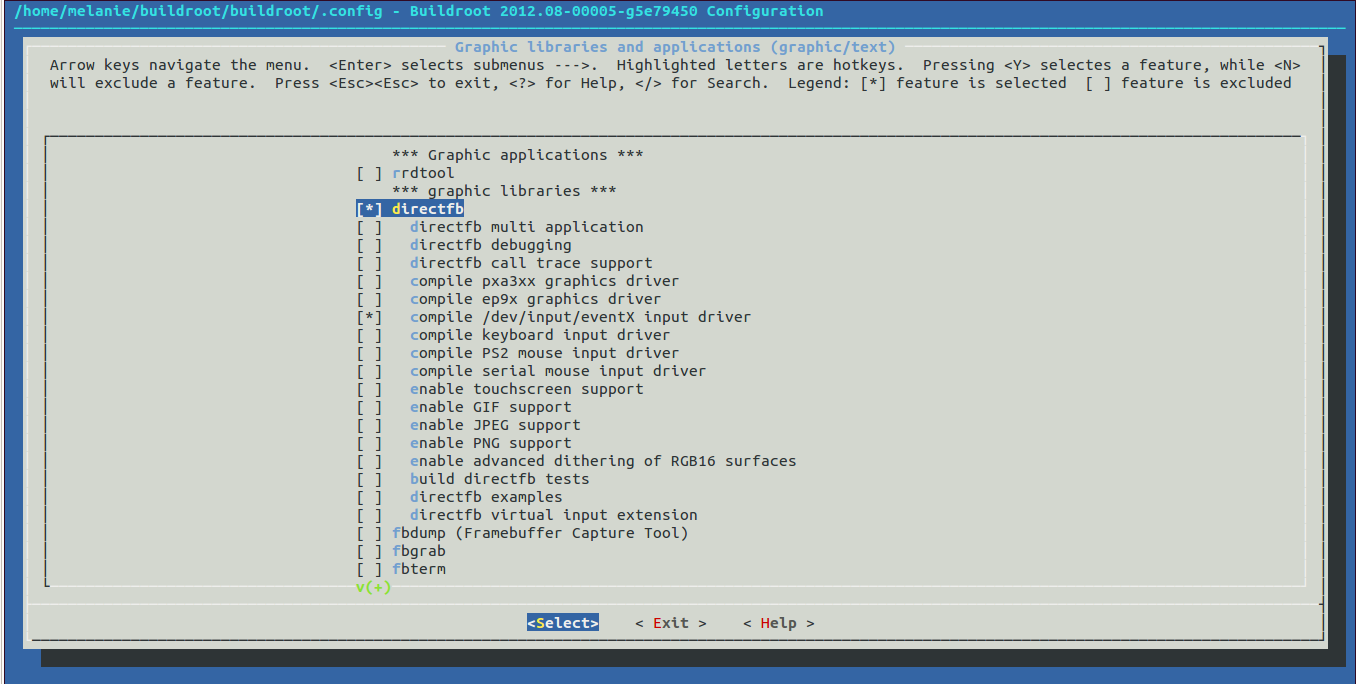 /home/melanie/buildroot/buildroot/.config - Buildroot 2012.08-00005-g5e79450 Configuration
Graphic libraries and applications (graphic/text)
Arrow keys navigate the menu.  <Enter> selects submenus --->.  Highlighted letters are hotkeys.  Pressing <Y> selectes a feature, while <N>
will exclude a feature.  Press <Esc><Esc> to exit, <?> for Help, </> for Search.  Legend: [*] feature is selected  [ ] feature is excluded
*** Graphic applications ***
[ ] rrdtool
*** graphic libraries ***
[*] directfb
[ ]   directfb multi application
[ ]   directfb debugging
[ ]   directfb call trace support
[ ]   compile pxa3xx graphics driver
[ ]   compile ep9x graphics driver
[*]   compile /dev/input/eventX input driver
[ ]   compile keyboard input driver
[ ]   compile PS2 mouse input driver
[ ]   compile serial mouse input driver
[ ]   enable touchscreen support
[ ]   enable GIF support
[ ]   enable JPEG support
[ ]   enable PNG support
[ ]   enable advanced dithering of RGB16 surfaces
[ ]   build directfb tests
[ ]   directfb examples
[ ]   directfb virtual input extension
[ ] fbdump (Framebuffer Capture Tool)
[ ] fbgrab
[ ] fbterm
v(+)
<Select>    < Exit >    < Help >